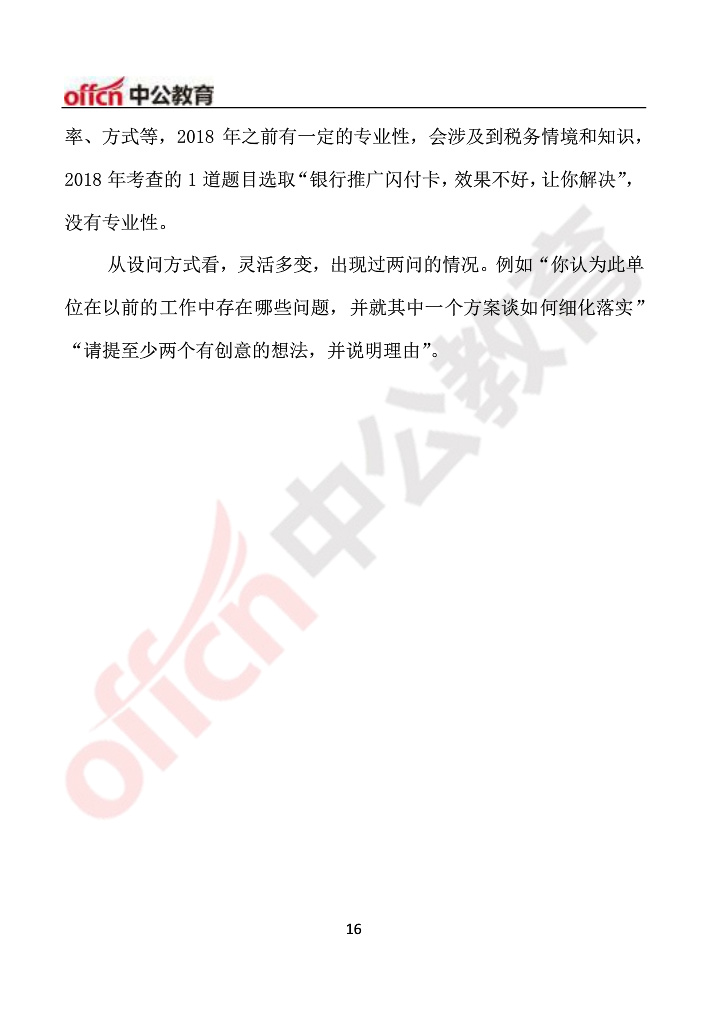 offcn 中公教育
率、方式等，2018 年之前有一定的专业性，会涉及到税务情境和知识，
2018 年考查的 1 道题目选取“银行推广闪付卡，效果不好，让你解决”，
没有专业性。
从设问方式看，灵活多变，出现过两问的情况。例如“你认为此单
位在以前的工作中存在哪些问题，并就其中一个方案谈如何细化落实”
“请提至少两个有创意的想法，并说明理由”。
offcn 中公教育
16